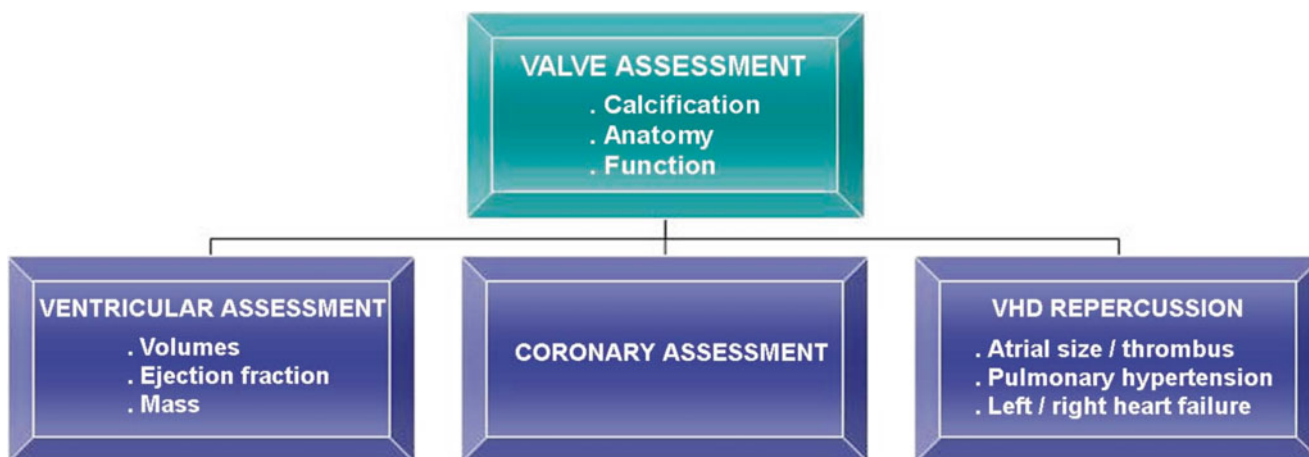 VALVE ASSESSMENT
. Calcification
. Anatomy
. Function
VENTRICULAR ASSESSMENT
. Volumes
. Ejection fraction
. Mass
CORONARY ASSESSMENT
VHD REPERCUSSION
. Atrial size / thrombus
. Pulmonary hypertension
. Left / right heart failure